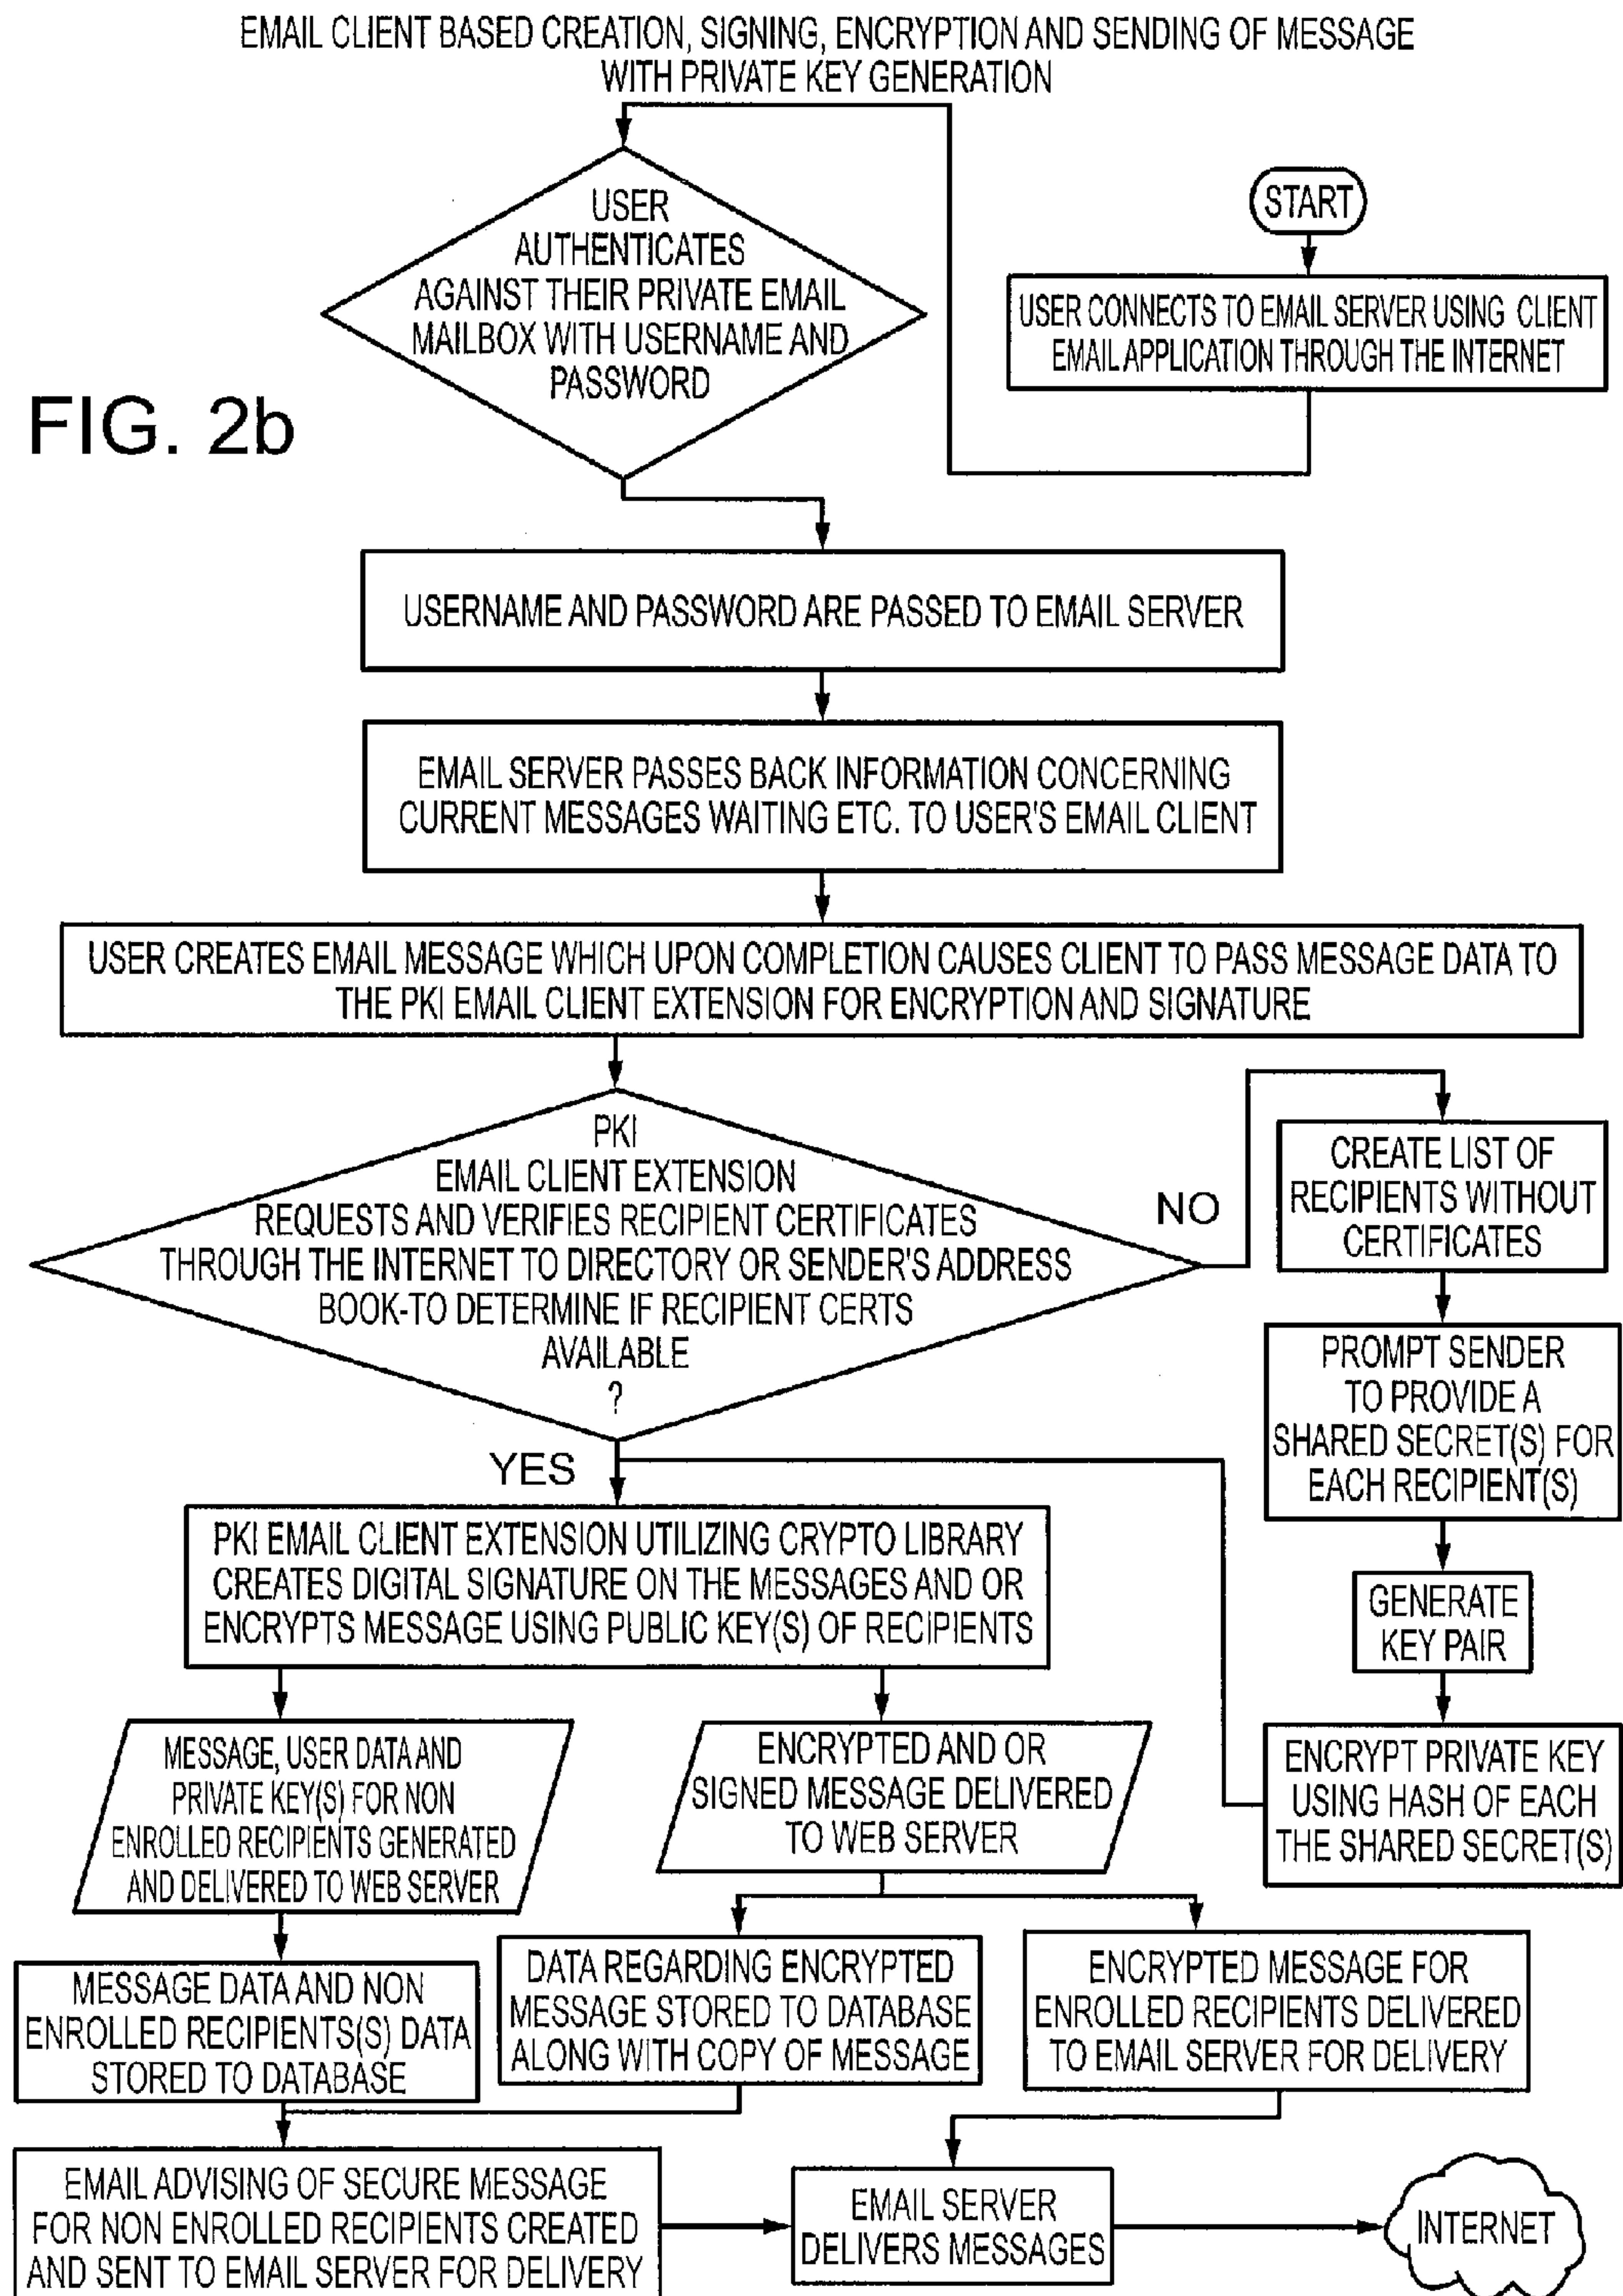 EMAIL CLIENT BASED CREATION, SIGNING, ENCRYPTION AND SENDING OF MESSAGE
WITH PRIVATE KEY GENERATION
START
USER CONNECTS TO EMAIL SERVER USING CLIENT
EMAIL APPLICATION THROUGH THE INTERNET
USER
AUTHENTICATES
AGAINST THEIR PRIVATE EMAIL
MAILBOX WITH USERNAME AND
PASSWORD
FIG. 2b
USERNAME AND PASSWORD ARE PASSED TO EMAIL SERVER
EMAIL SERVER PASSES BACK INFORMATION CONCERNING
CURRENT MESSAGES WAITING ETC. TO USER'S EMAIL CLIENT
USER CREATES EMAIL MESSAGE WHICH UPON COMPLETION CAUSES CLIENT TO PASS MESSAGE DATA TO
THE PKI EMAIL CLIENT EXTENSION FOR ENCRYPTION AND SIGNATURE
PKI
EMAIL CLIENT EXTENSION
REQUESTS AND VERIFIES RECIPIENT CERTIFICATES
THROUGH THE INTERNET TO DIRECTORY OR SENDER'S ADDRESS
BOOK-TO DETERMINE IF RECIPIENT CERTS
AVAILABLE
?
NO
CREATE LIST OF
RECIPIENTS WITHOUT
CERTIFICATES
PROMPT SENDER
TO PROVIDE A
SHARED SECRET(S) FOR
EACH RECIPIENT(S)
GENERATE
KEY PAIR
ENCRYPT PRIVATE KEY
USING HASH OF EACH
THE SHARED SECRET(S)
YES
PKI EMAIL CLIENT EXTENSION UTILIZING CRYPTO LIBRARY
CREATES DIGITAL SIGNATURE ON THE MESSAGES AND OR
ENCRYPTS MESSAGE USING PUBLIC KEY(S) OF RECIPIENTS
MESSAGE, USER DATA AND
PRIVATE KEY(S) FOR NON
ENROLLED RECIPIENTS GENERATED
AND DELIVERED TO WEB SERVER
ENCRYPTED AND OR
SIGNED MESSAGE DELIVERED
TO WEB SERVER
MESSAGE DATA AND NON
ENROLLED RECIPIENTS(S) DATA
STORED TO DATABASE
DATA REGARDING ENCRYPTED
MESSAGE STORED TO DATABASE
ALONG WITH COPY OF MESSAGE
ENCRYPTED MESSAGE FOR
ENROLLED RECIPIENTS DELIVERED
TO EMAIL SERVER FOR DELIVERY
EMAIL ADVISING OF SECURE MESSAGE
FOR NON ENROLLED RECIPIENTS CREATED
AND SENT TO EMAIL SERVER FOR DELIVERY
EMAIL SERVER
DELIVERS MESSAGES
INTERNET